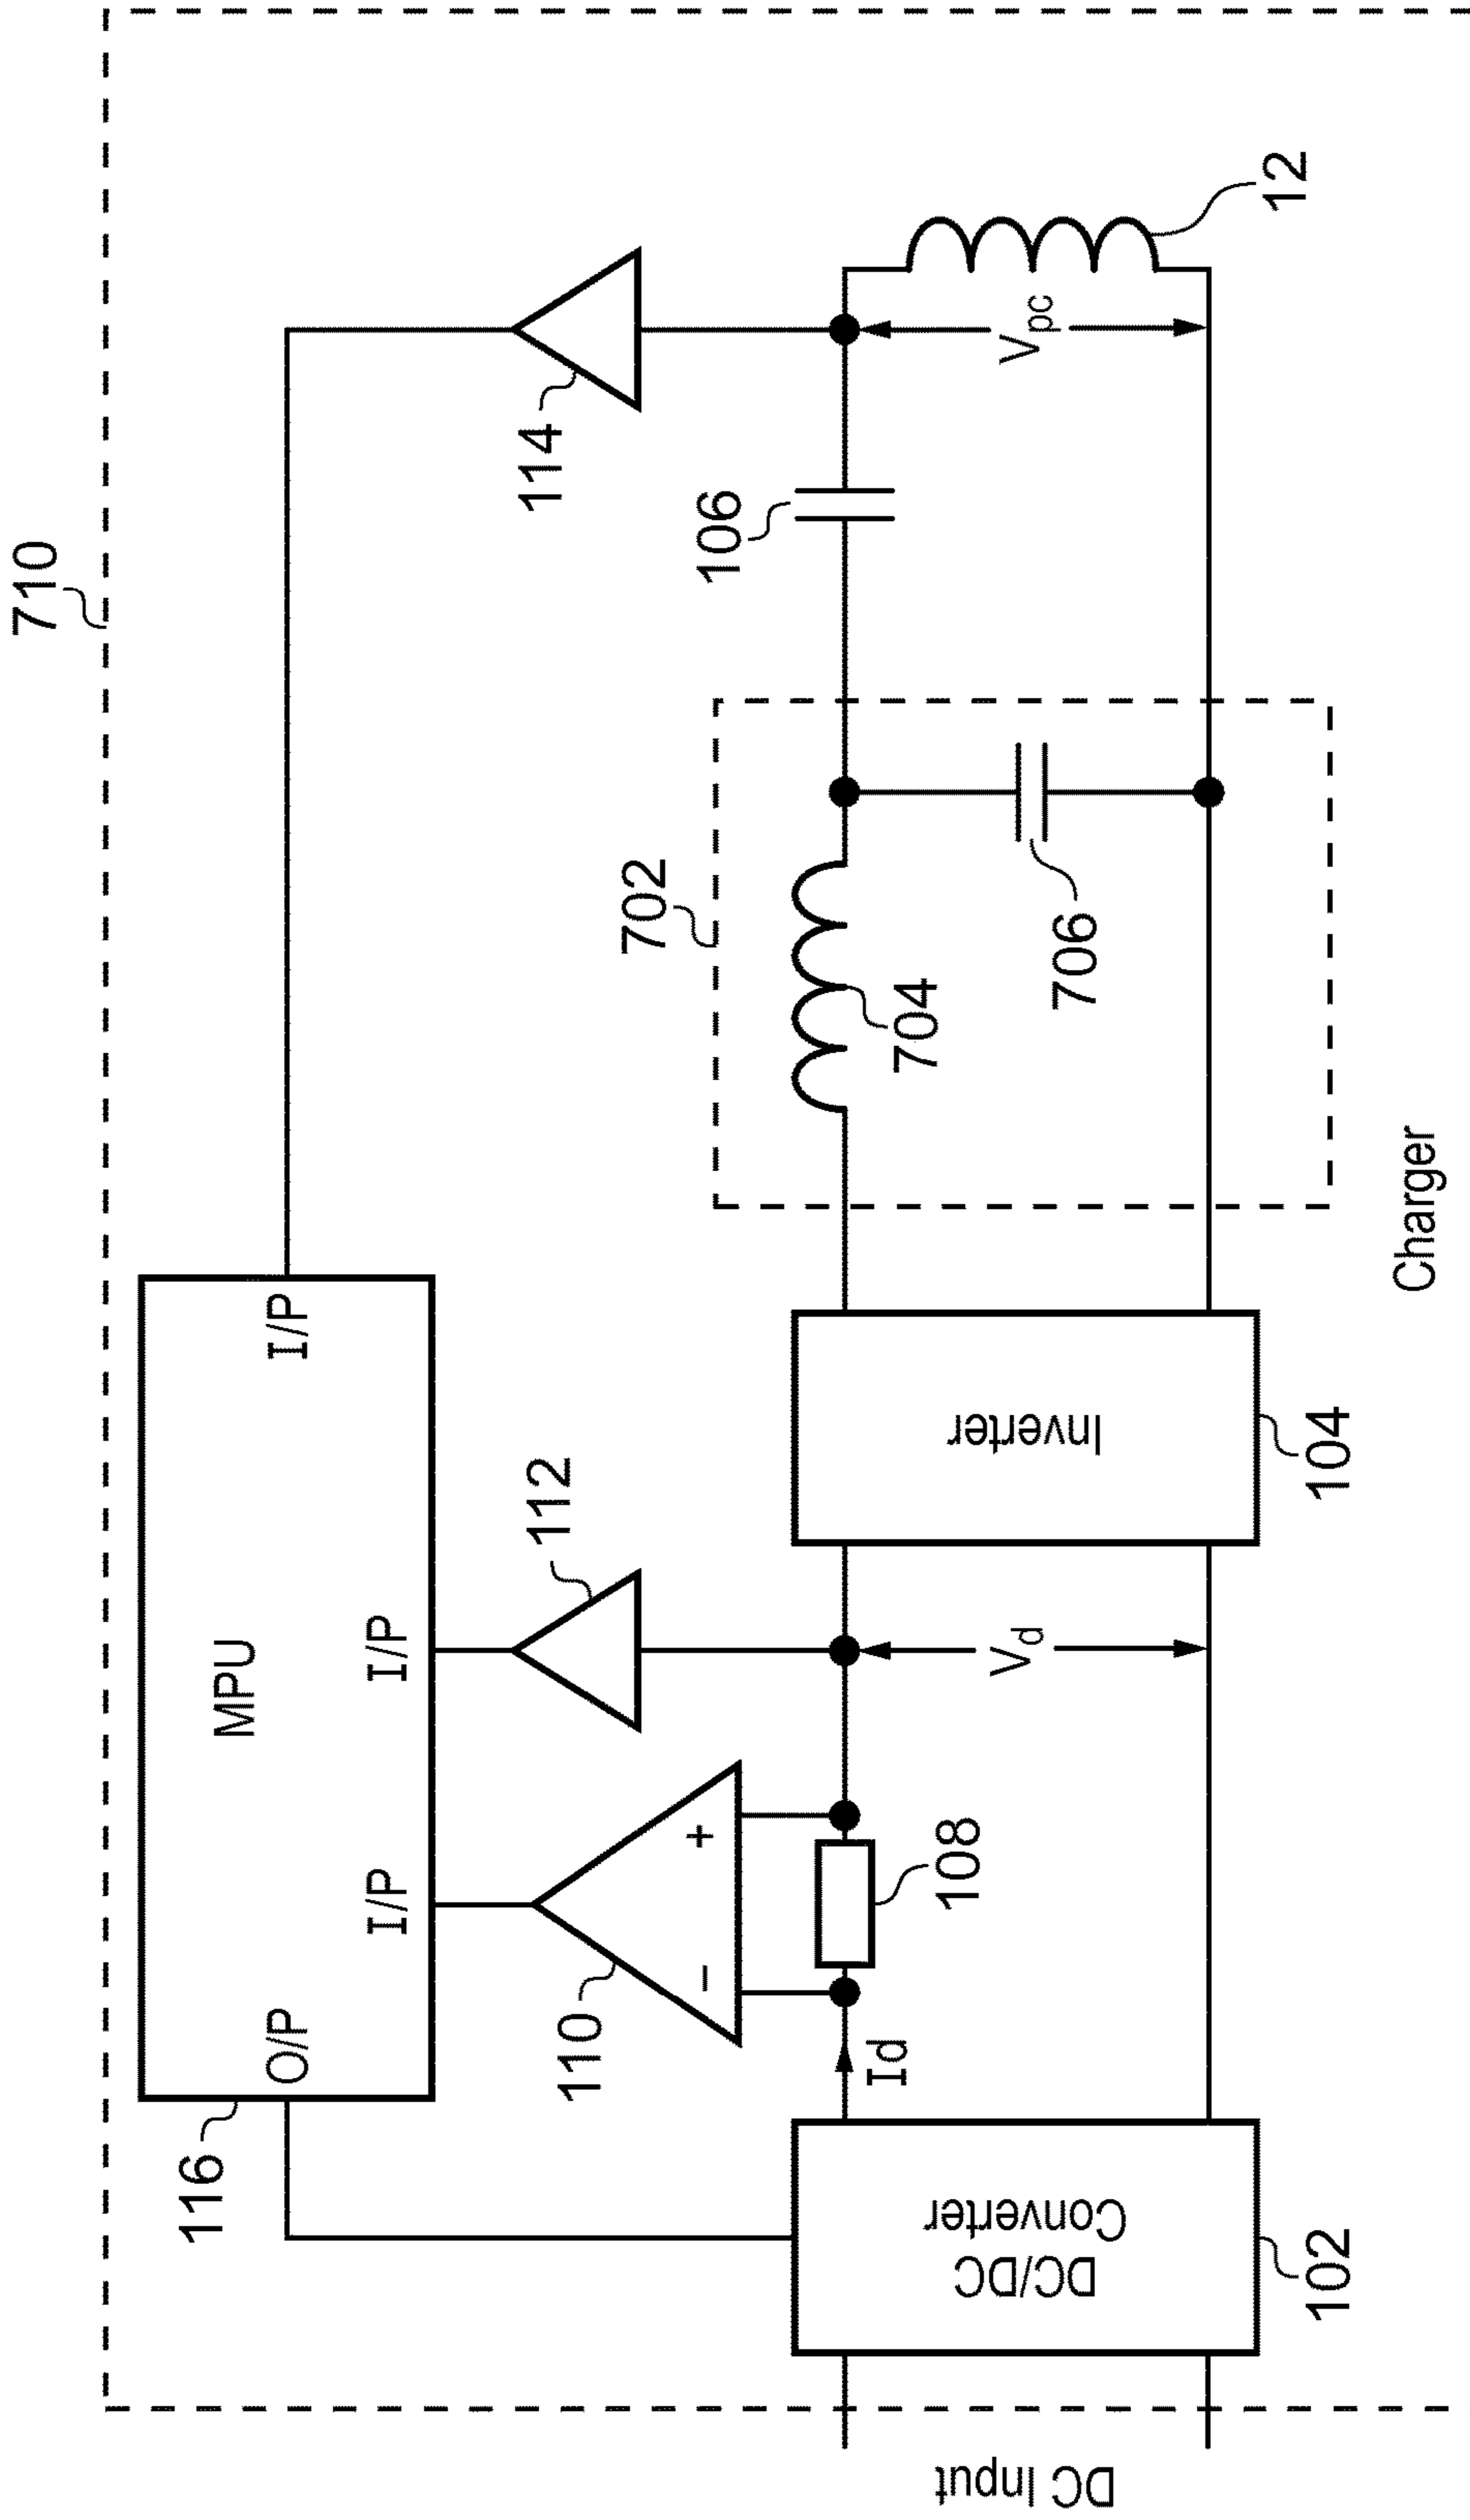 710
MPU
116
O/P
I/P
I/P
I/P
110
-
+
112
114
702
106
704
706
DC Input
DC/DC
Converter
102
Id
108
Vd
Inverter
104
Vpc
12
Charger